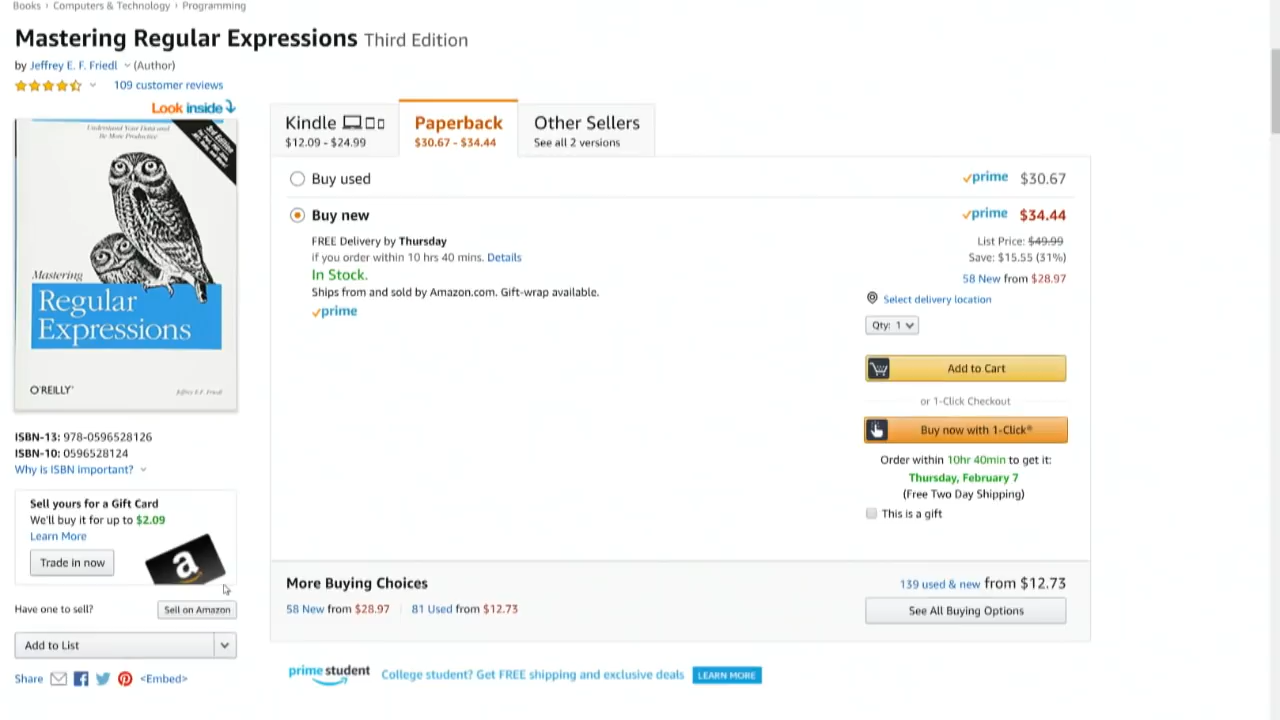 Books › Computers & Technology › Programming
Mastering Regular Expressions Third Edition
by Jeffrey E. F. Friedl (Author)
109 customer reviews
Look inside
Understand Your Data and
Be More Productive
3rd Edition
Mastering
Regular
Expressions
O'REILLY®
Jeffrey E.F. Friedl
ISBN-13: 978-0596528126
ISBN-10: 0596528124
Why is ISBN important?
Sell yours for a Gift Card
We'll buy it for up to $2.09
Learn More
Trade in now
a
Have one to sell?
Sell on Amazon
Add to List
Share
<Embed>
Kindle
$12.09 - $24.99
Paperback
$30.67 - $34.44
Other Sellers
See all 2 versions
Buy used
prime $30.67
Buy new
prime $34.44
FREE Delivery by Thursday
if you order within 10 hrs 40 mins. Details
In Stock.
Ships from and sold by Amazon.com. Gift-wrap available.
prime
List Price: $49.99
Save: $15.55 (31%)
58 New from $28.97
Select delivery location
Qty: 1
Add to Cart
or 1-Click Checkout
Buy now with 1-Click®
Order within 10hr 40min to get it:
Thursday, February 7
(Free Two Day Shipping)
This is a gift
More Buying Choices
58 New from $28.97 | 81 Used from $12.73
139 used & new from $12.73
See All Buying Options
prime student College student? Get FREE shipping and exclusive deals LEARN MORE